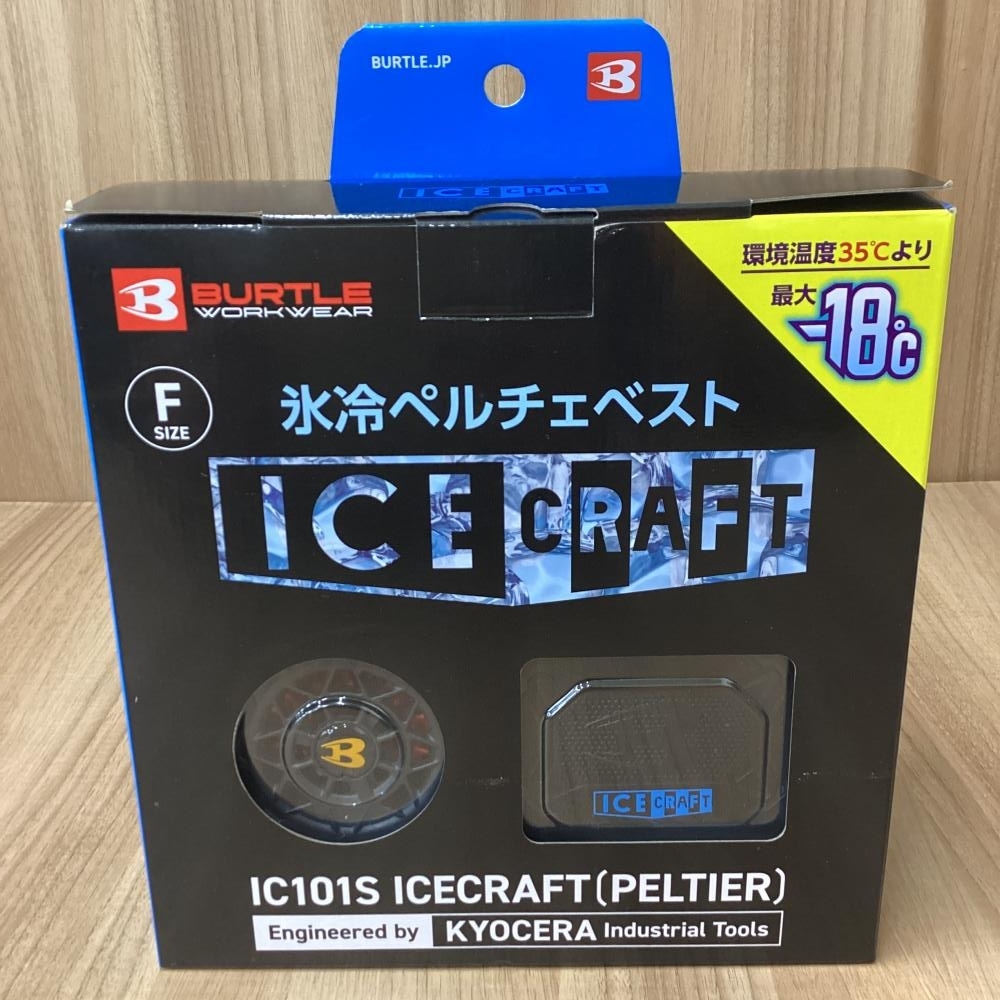 BURTLE.JP
B
ICE CRAFT
環境温度35℃より
最大
-18℃
B BURTLE
WORKWEAR
F
SIZE
氷冷ペルチェベスト
ICE CRAFT
B
ICE CRAFT
IC101S ICECRAFT(PELTIER)
Engineered by KYOCERA Industrial Tools